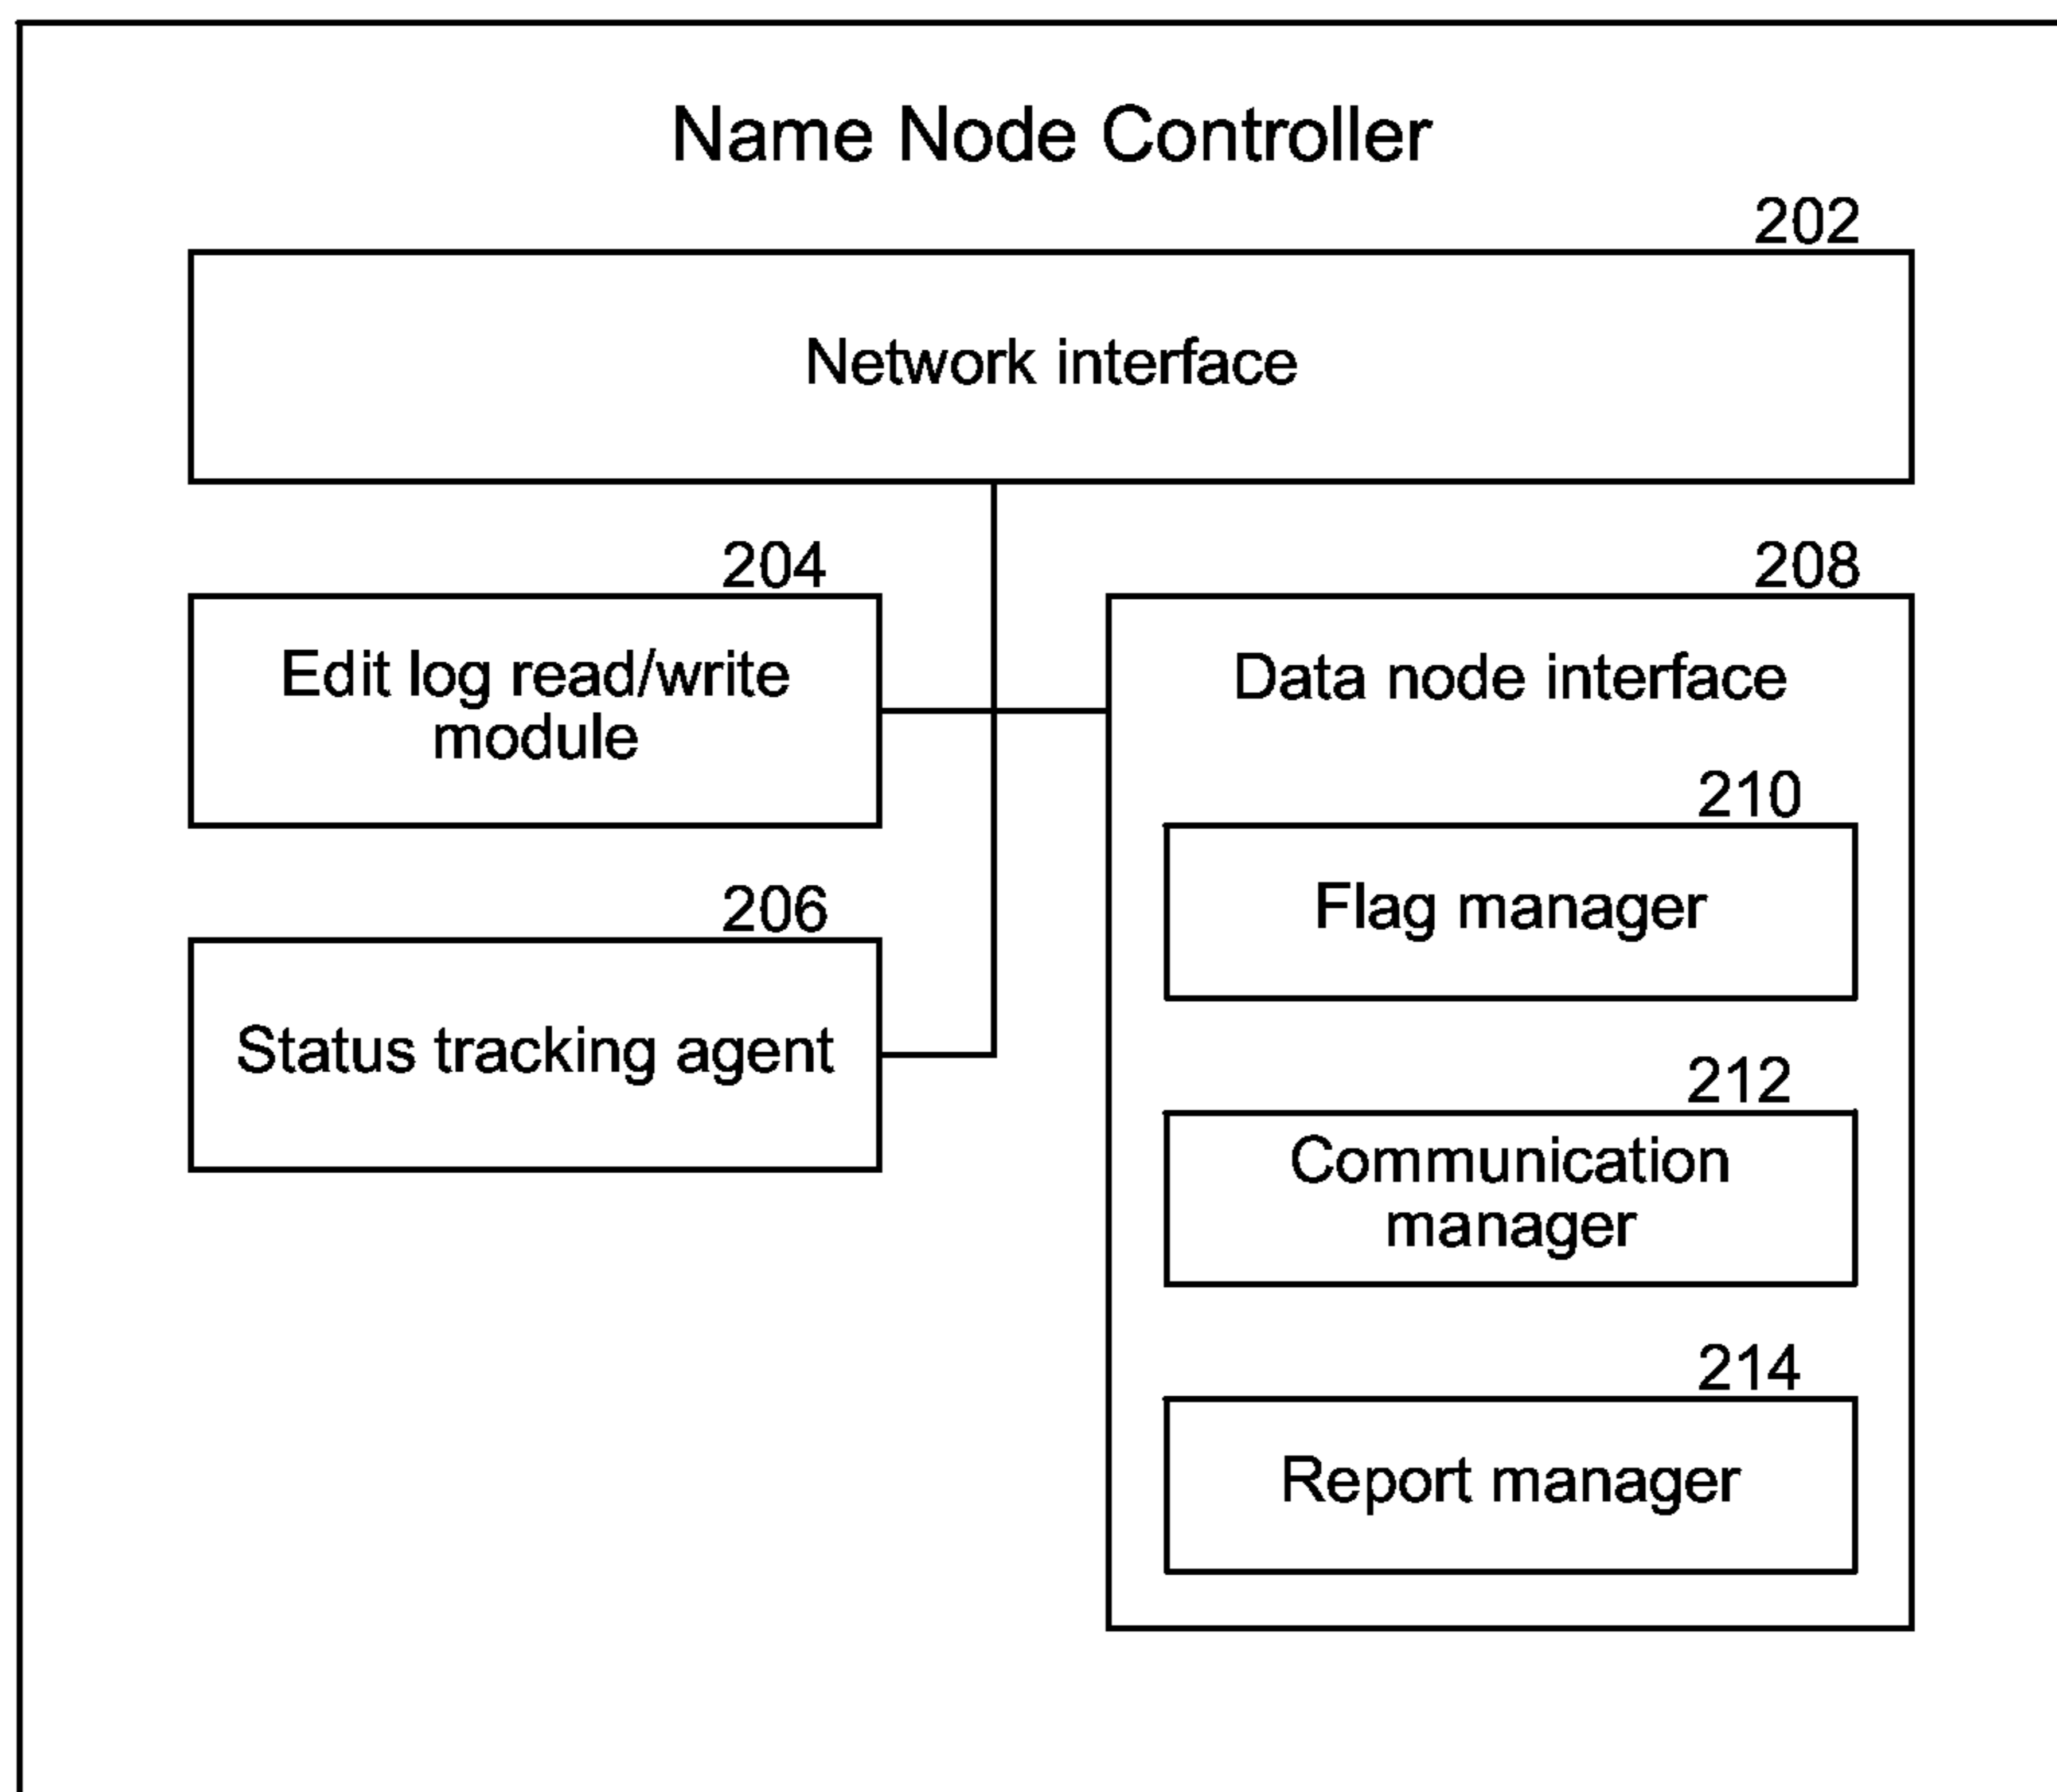 Name Node Controller
202
Network interface
204
Edit log read/write
module
206
Status tracking agent
208
Data node interface
210
Flag manager
212
Communication
manager
214
Report manager